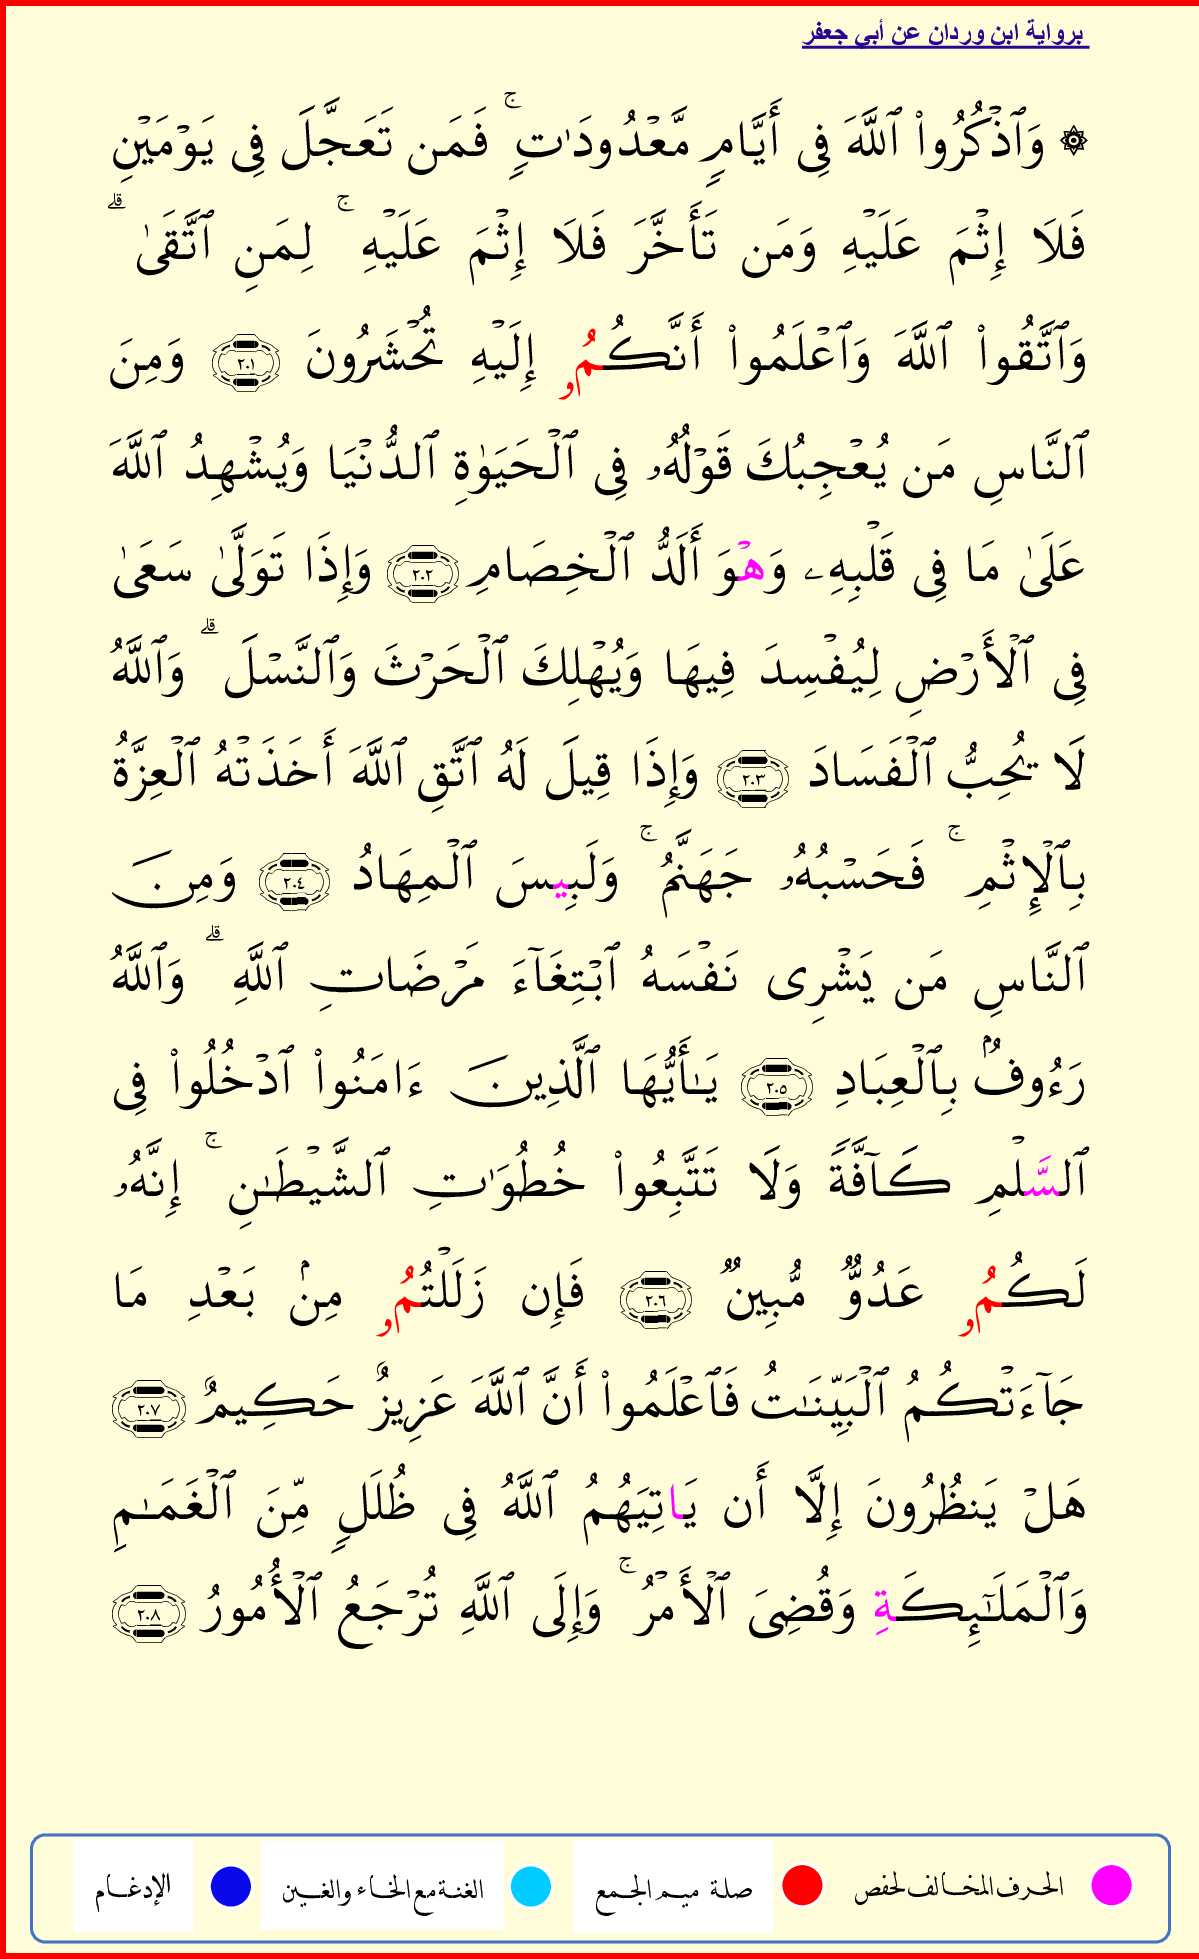 برواية ابن وردان عن أبي جعفر
۞ وَٱذۡكُرُواْ ٱللَّهَ فِي أَيَّامٖ مَّعۡدُودَٰتٖۚ فَمَن تَعَجَّلَ فِي يَوۡمَيۡنِ
فَلَا إِثۡمَ عَلَيۡهِ وَمَن تَأَخَّرَ فَلَا إِثۡمَ عَلَيۡهِۚ لِمَنِ ٱتَّقَىٰۗ
وَٱتَّقُواْ ٱللَّهَ وَٱعۡلَمُواْ أَنَّكُمُۥ إِلَيۡهِ تُحۡشَرُونَ ٢٠١ وَمِنَ
ٱلنَّاسِ مَن يُعۡجِبُكَ قَوۡلُهُۥ فِي ٱلۡحَيَوٰةِ ٱلدُّنۡيَا وَيُشۡهِدُ ٱللَّهَ
عَلَىٰ مَا فِي قَلۡبِهِۦ وَهۡوَ أَلَدُّ ٱلۡخِصَامِ ٢٠٢ وَإِذَا تَوَلَّىٰ سَعَىٰ
فِي ٱلۡأَرۡضِ لِيُفۡسِدَ فِيهَا وَيُهۡلِكَ ٱلۡحَرۡثَ وَٱلنَّسۡلَۗ وَٱللَّهُ
لَا يُحِبُّ ٱلۡفَسَادَ ٢٠٣ وَإِذَا قِيلَ لَهُ ٱتَّقِ ٱللَّهَ أَخَذَتۡهُ ٱلۡعِزَّةُ
بِٱلۡإِثۡمِۚ فَحَسۡبُهُۥ جَهَنَّمُۚ وَلَبِيسَ ٱلۡمِهَادُ ٢٠٤ وَمِنَ
ٱلنَّاسِ مَن يَشۡرِي نَفۡسَهُ ٱبۡتِغَآءَ مَرۡضَاتِ ٱللَّهِۗ وَٱللَّهُ
رَءُوفُۢ بِٱلۡعِبَادِ ٢٠٥ يَـٰأَيُّهَا ٱلَّذِينَ ءَامَنُواْ ٱدۡخُلُواْ فِي
ٱلسَّلۡمِ كَآفَّةٗ وَلَا تَتَّبِعُواْ خُطُوَٰتِ ٱلشَّيۡطَـٰنِۚ إِنَّهُۥ
لَكُمُۥ عَدُوّٞ مُّبِينٞ ٢٠٦ فَإِن زَلَلۡتُمُۥ مِنۢ بَعۡدِ مَا
جَآءَتۡكُمُ ٱلۡبَيِّنَـٰتُ فَٱعۡلَمُواْ أَنَّ ٱللَّهَ عَزِيزٌ حَكِيمٌ ٢٠٧
هَلۡ يَنظُرُونَ إِلَّا أَن يَاتِيَهُمُ ٱللَّهُ فِي ظُلَلٖ مِّنَ ٱلۡغَمَـٰمِ
وَٱلۡمَلَـٰٓئِكَةِ وَقُضِيَ ٱلۡأَمۡرُۚ وَإِلَى ٱللَّهِ تُرۡجَعُ ٱلۡأُمُورُ ٢٠٨
الحرف المخالف لحفص صلة ميم الجمع الغنة مع الخاء والغين الإدغام